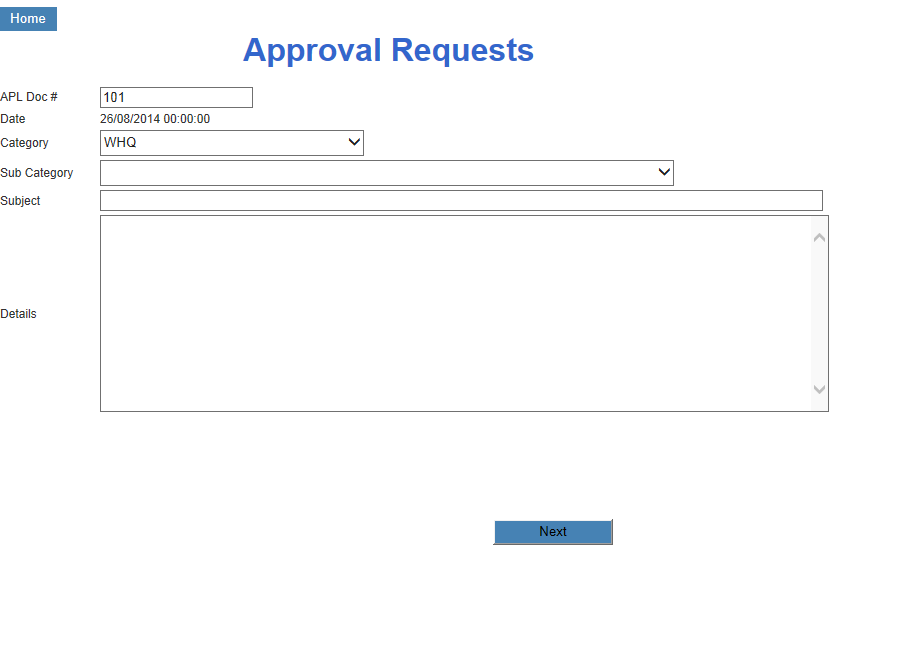 Home
Approval Requests
APL Doc # 101
Date 26/08/2014 00:00:00
Category WHQ
Sub Category
Subject
Details
Next